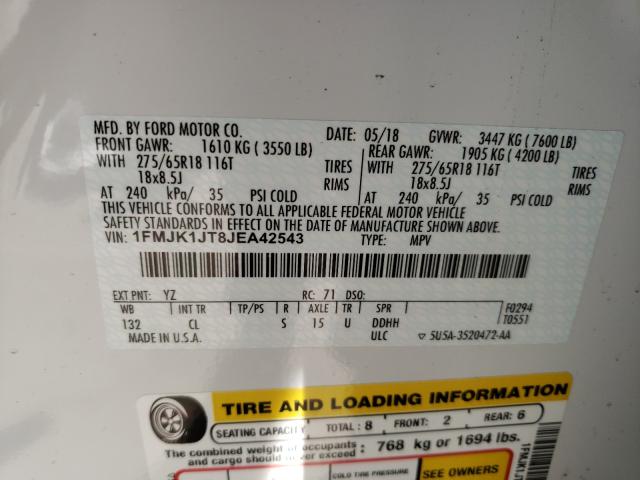 MFD. BY FORD MOTOR CO.
DATE: 05/18 GVWR: 3447 KG ( 7600 LB)
FRONT GAWR: 1610 KG ( 3550 LB) REAR GAWR: 1905 KG ( 4200 LB)
WITH 275/65R18 116T TIRES WITH 275/65R18 116T TIRES
18x8.5J RIMS 18x8.5J RIMS
AT 240 kPa/ 35 PSI COLD AT 240 kPa/ 35 PSI COLD
THIS VEHICLE CONFORMS TO ALL APPLICABLE FEDERAL MOTOR VEHICLE
SAFETY STANDARDS IN EFFECT ON THE DATE OF MANUFACTURE SHOWN ABOVE.
VIN: 1FMJK1JT8JEA42543 TYPE: MPV
EXT PNT: YZ RC: 71 DSO:
WB INT TR TP/PS R AXLE TR SPR F0294
132 CL S 15 U DDHH T0551
MADE IN U.S.A. ULC 5U5A-3520472-AA
TIRE AND LOADING INFORMATION
SEATING CAPACITY TOTAL: 8 FRONT: 2 REAR: 6
The combined weight of occupants
and cargo should never exceed: 768 kg or 1694 lbs.
COLD TIRE PRESSURE SEE OWNERS
1FMJK1J